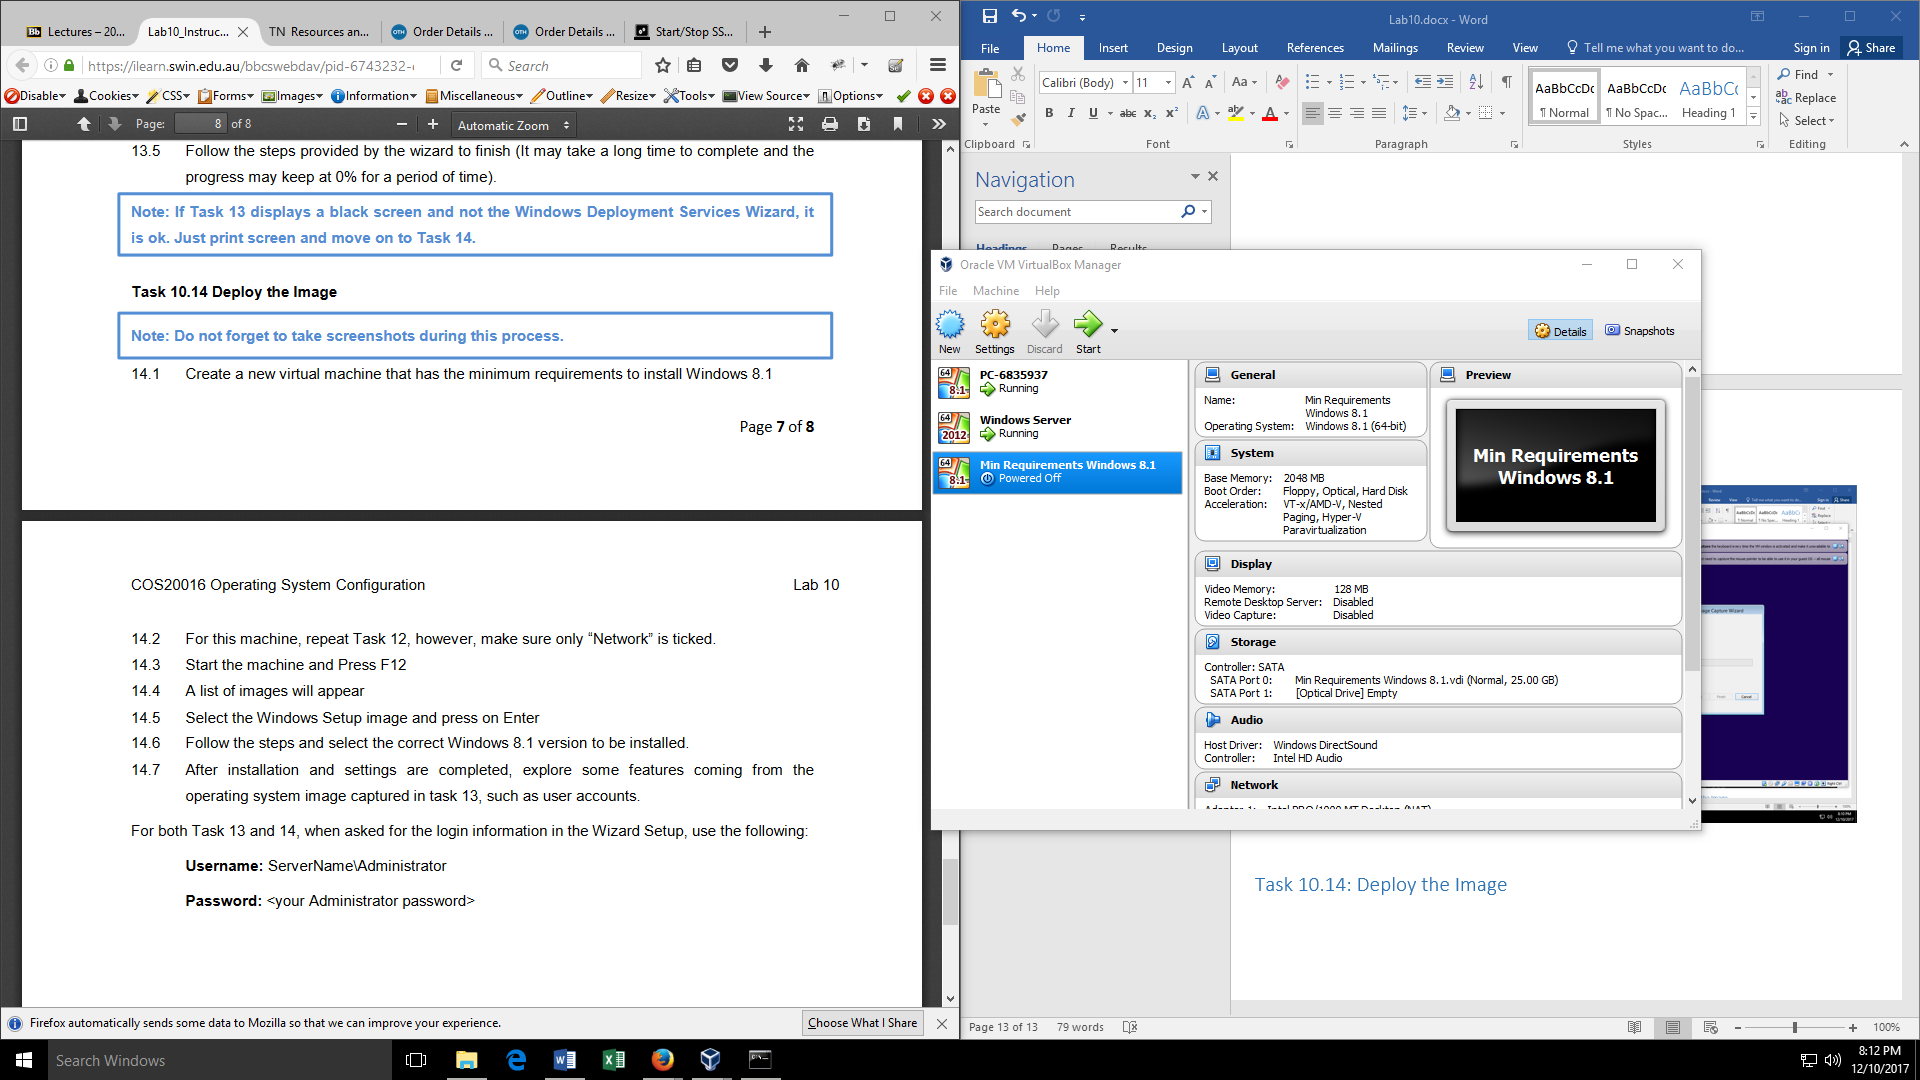 Lectures – 20...
Lab10_Instruc...
TN Resources an...
Order Details ...
Order Details ...
Start/Stop SS...
https://ilearn.swin.edu.au/bbcswebdav/pid-6743232-
Search
Disable Cookies CSS Forms Images Information Miscellaneous Outline Resize Tools View Source Options
Page: 8 of 8
Automatic Zoom
13.5 Follow the steps provided by the wizard to finish (It may take a long time to complete and the
progress may keep at 0% for a period of time).
Note: If Task 13 displays a black screen and not the Windows Deployment Services Wizard, it
is ok. Just print screen and move on to Task 14.
Task 10.14 Deploy the Image
Note: Do not forget to take screenshots during this process.
14.1 Create a new virtual machine that has the minimum requirements to install Windows 8.1
Page 7 of 8
COS20016 Operating System Configuration Lab 10
14.2 For this machine, repeat Task 12, however, make sure only “Network” is ticked.
14.3 Start the machine and Press F12
14.4 A list of images will appear
14.5 Select the Windows Setup image and press on Enter
14.6 Follow the steps and select the correct Windows 8.1 version to be installed.
14.7 After installation and settings are completed, explore some features coming from the
operating system image captured in task 13, such as user accounts.
For both Task 13 and 14, when asked for the login information in the Wizard Setup, use the following:
Username: ServerName\Administrator
Password: <your Administrator password>
Firefox automatically sends some data to Mozilla so that we can improve your experience.
Choose What I Share
Lab10.docx - Word
File Home Insert Design Layout References Mailings Review View Tell me what you want to do... Sign in Share
Paste
Calibri (Body) 11
Clipboard Font Paragraph Styles Editing
AaBbCcDc AaBbCcDc AaBbC
¶ Normal ¶ No Spac... Heading 1
Find
Replace
Select
Navigation
Search document
Headings Pages Results
Oracle VM VirtualBox Manager
File Machine Help
New Settings Discard Start
Details Snapshots
64 8.1 PC-6835937
Running
64 2012 Windows Server
Running
64 8.1 Min Requirements Windows 8.1
Powered Off
General
Name: Min Requirements
Windows 8.1
Operating System: Windows 8.1 (64-bit)
System
Base Memory: 2048 MB
Boot Order: Floppy, Optical, Hard Disk
Acceleration: VT-x/AMD-V, Nested
Paging, Hyper-V
Paravirtualization
Preview
Min Requirements
Windows 8.1
Display
Video Memory: 128 MB
Remote Desktop Server: Disabled
Video Capture: Disabled
Storage
Controller: SATA
SATA Port 0: Min Requirements Windows 8.1.vdi (Normal, 25.00 GB)
SATA Port 1: [Optical Drive] Empty
Audio
Host Driver: Windows DirectSound
Controller: Intel HD Audio
Network
Adapter 1: Intel PRO/1000 MT Desktop (NAT)
Task 10.14: Deploy the Image
Page 13 of 13 79 words
100%
Search Windows
8:12 PM
12/10/2017